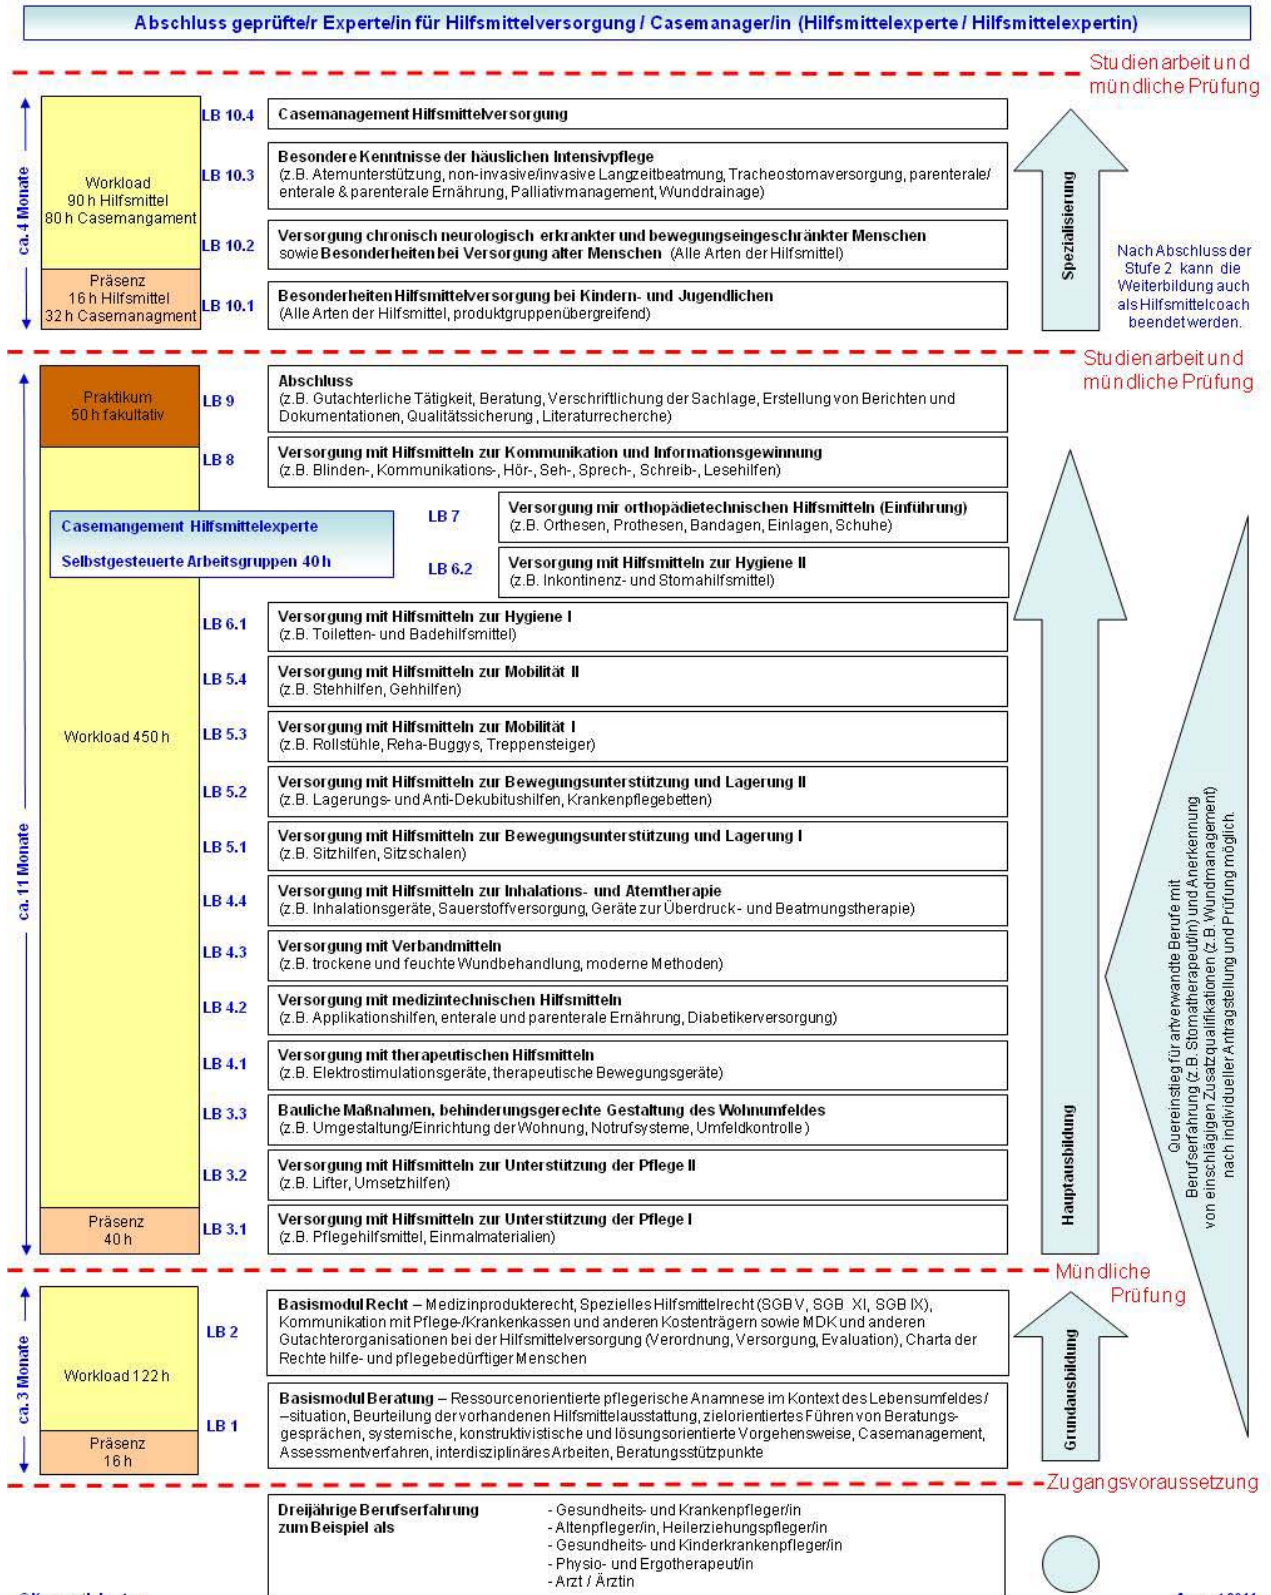 Abschluss geprüfte/r Experte/in für Hilfsmittelversorgung / Casemanager/in (Hilfsmittelexperte / Hilfsmittelexpertin)
Studienarbeit und
mündliche Prüfung
ca. 4 Monate
Workload
90 h Hilfsmittel
80 h Casemangament
Präsenz
16 h Hilfsmittel
32 h Casemanagment
LB 10.4
Casemanagement Hilfsmittelversorgung
LB 10.3
Besondere Kenntnisse der häuslichen Intensivpflege
(z.B. Atemunterstützung, non-invasive/invasive Langzeitbeatmung, Tracheostomaversorgung, parenterale/
enterale & parenterale Ernährung, Palliativmanagement, Wunddrainage)
LB 10.2
Versorgung chronisch neurologisch erkrankter und bewegungseingeschränkter Menschen
sowie Besonderheiten bei Versorgung alter Menschen (Alle Arten der Hilfsmittel)
LB 10.1
Besonderheiten Hilfsmittelversorgung bei Kindern- und Jugendlichen
(Alle Arten der Hilfsmittel, produktgruppenübergreifend)
Spezialisierung
Nach Abschluss der
Stufe 2 kann die
Weiterbildung auch
als Hilfsmittelcoach
beendet werden.
Studienarbeit und
mündliche Prüfung
ca. 11 Monate
Praktikum
50 h fakultativ
LB 9
Abschluss
(z.B. Gutachterliche Tätigkeit, Beratung, Verschriftlichung der Sachlage, Erstellung von Berichten und
Dokumentationen, Qualitätssicherung, Literaturrecherche)
LB 8
Versorgung mit Hilfsmitteln zur Kommunikation und Informationsgewinnung
(z.B. Blinden-, Kommunikations-, Hör-, Seh-, Sprech-, Schreib-, Lesehilfen)
Casemangement Hilfsmittelexperte
Selbstgesteuerte Arbeitsgruppen 40 h
LB 7
Versorgung mir orthopädietechnischen Hilfsmitteln (Einführung)
(z.B. Orthesen, Prothesen, Bandagen, Einlagen, Schuhe)
LB 6.2
Versorgung mit Hilfsmitteln zur Hygiene II
(z.B. Inkontinenz- und Stomahilfsmittel)
LB 6.1
Versorgung mit Hilfsmitteln zur Hygiene I
(z.B. Toiletten- und Badehilfsmittel)
LB 5.4
Versorgung mit Hilfsmitteln zur Mobilität II
(z.B. Stehhilfen, Gehhilfen)
Workload 450 h
LB 5.3
Versorgung mit Hilfsmitteln zur Mobilität I
(z.B. Rollstühle, Reha-Buggys, Treppensteiger)
LB 5.2
Versorgung mit Hilfsmitteln zur Bewegungsunterstützung und Lagerung II
(z.B. Lagerungs- und Anti-Dekubitushilfen, Krankenpflegebetten)
LB 5.1
Versorgung mit Hilfsmitteln zur Bewegungsunterstützung und Lagerung I
(z.B. Sitzhilfen, Sitzschalen)
LB 4.4
Versorgung mit Hilfsmitteln zur Inhalations- und Atemtherapie
(z.B. Inhalationsgeräte, Sauerstoffversorgung, Geräte zur Überdruck- und Beatmungstherapie)
LB 4.3
Versorgung mit Verbandmitteln
(z.B. trockene und feuchte Wundbehandlung, moderne Methoden)
LB 4.2
Versorgung mit medizintechnischen Hilfsmitteln
(z.B. Applikationshilfen, enterale und parenterale Ernährung, Diabetikerversorgung)
LB 4.1
Versorgung mit therapeutischen Hilfsmitteln
(z.B. Elektrostimulationsgeräte, therapeutische Bewegungsgeräte)
LB 3.3
Bauliche Maßnahmen, behinderungsgerechte Gestaltung des Wohnumfeldes
(z.B. Umgestaltung/Einrichtung der Wohnung, Notrufsysteme, Umfeldkontrolle)
LB 3.2
Versorgung mit Hilfsmitteln zur Unterstützung der Pflege II
(z.B. Lifter, Umsetzhilfen)
Präsenz
40 h
LB 3.1
Versorgung mit Hilfsmitteln zur Unterstützung der Pflege I
(z.B. Pflegehilfsmittel, Einmalmaterialien)
Hauptausbildung
Quereinstieg für artverwandte Berufe mit
Berufserfahrung (z.B. Stomatherapeut/in) und Anerkennung
von einschlägigen Zusatzqualifikationen (z.B. Wundmanagement)
nach individueller Antragstellung und Prüfung möglich.
Mündliche
Prüfung
ca. 3 Monate
Workload 122 h
Präsenz
16 h
LB 2
Basismodul Recht – Medizinprodukterecht, Spezielles Hilfsmittelrecht (SGB V, SGB XI, SGB IX),
Kommunikation mit Pflege-/Krankenkassen und anderen Kostenträgern sowie MDK und anderen
Gutachterorganisationen bei der Hilfsmittelversorgung (Verordnung, Versorgung, Evaluation), Charta der
Rechte hilfe- und pflegebedürftiger Menschen
LB 1
Basismodul Beratung – Ressourcenorientierte pflegerische Anamnese im Kontext des Lebensumfeldes/
–situation, Beurteilung der vorhandenen Hilfsmittelausstattung, zielorientiertes Führen von Beratungs-
gesprächen, systemische, konstruktivistische und lösungsorientierte Vorgehensweise, Casemanagement,
Assessmentverfahren, interdisziplinäres Arbeiten, Beratungsstützpunkte
Grundausbildung
Zugangsvoraussetzung
Dreijährige Berufserfahrung
zum Beispiel als
- Gesundheits- und Krankenpfleger/in
- Altenpfleger/in, Heilerziehungspfleger/in
- Gesundheits- und Kinderkrankenpfleger/in
- Physio- und Ergotherapeut/in
- Arzt / Ärztin